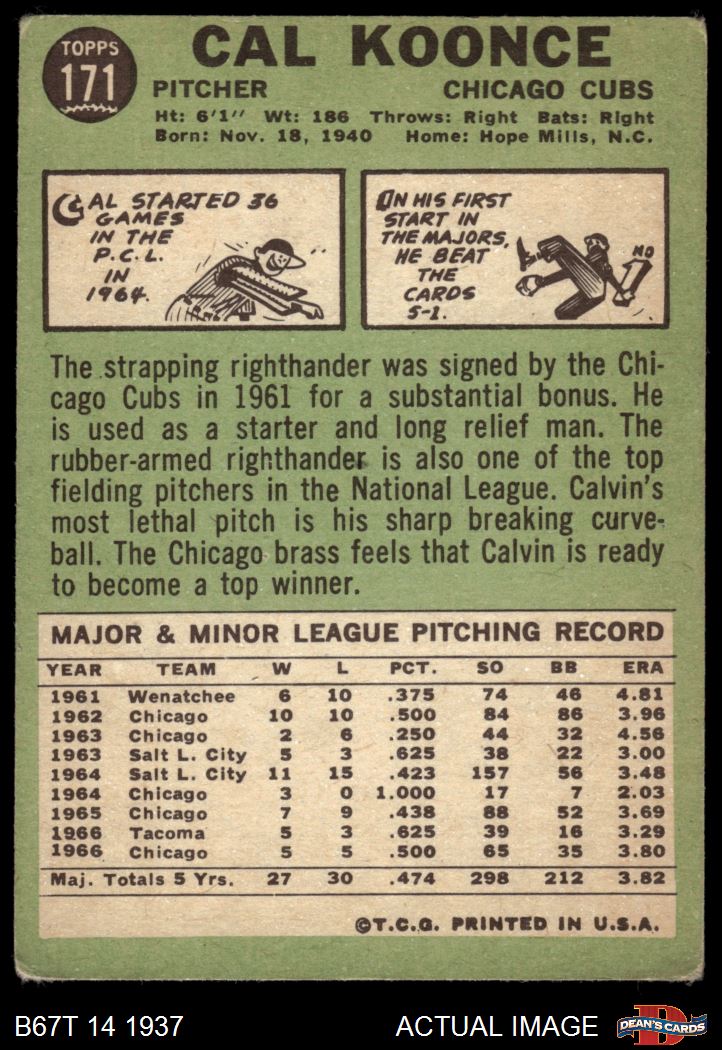 TOPPS
171
CAL KOONCE
PITCHER CHICAGO CUBS
Ht: 6'1" Wt: 186 Throws: Right Bats: Right
Born: Nov. 18, 1940 Home: Hope Mills, N.C.
CAL STARTED 36
GAMES
IN THE
P.C.L.
IN
1964.
ON HIS FIRST
START IN
THE MAJORS,
HE BEAT
THE
CARDS
5-1.
NO
The strapping righthander was signed by the Chi-
cago Cubs in 1961 for a substantial bonus. He
is used as a starter and long relief man. The
rubber-armed righthander is also one of the top
fielding pitchers in the National League. Calvin's
most lethal pitch is his sharp breaking curve-
ball. The Chicago brass feels that Calvin is ready
to become a top winner.
MAJOR & MINOR LEAGUE PITCHING RECORD
YEAR TEAM W L PCT. SO BB ERA
1961 Wenatchee 6 10 .375 74 46 4.81
1962 Chicago 10 10 .500 84 86 3.96
1963 Chicago 2 6 .250 44 32 4.56
1963 Salt L. City 5 3 .625 38 22 3.00
1964 Salt L. City 11 15 .423 157 56 3.48
1964 Chicago 3 0 1.000 17 7 2.03
1965 Chicago 7 9 .438 88 52 3.69
1966 Tacoma 5 3 .625 39 16 3.29
1966 Chicago 5 5 .500 65 35 3.80
Maj. Totals 5 Yrs. 27 30 .474 298 212 3.82
©T.C.G. PRINTED IN U.S.A.
B67T 14 1937 ACTUAL IMAGE
D
DEAN'S CARDS